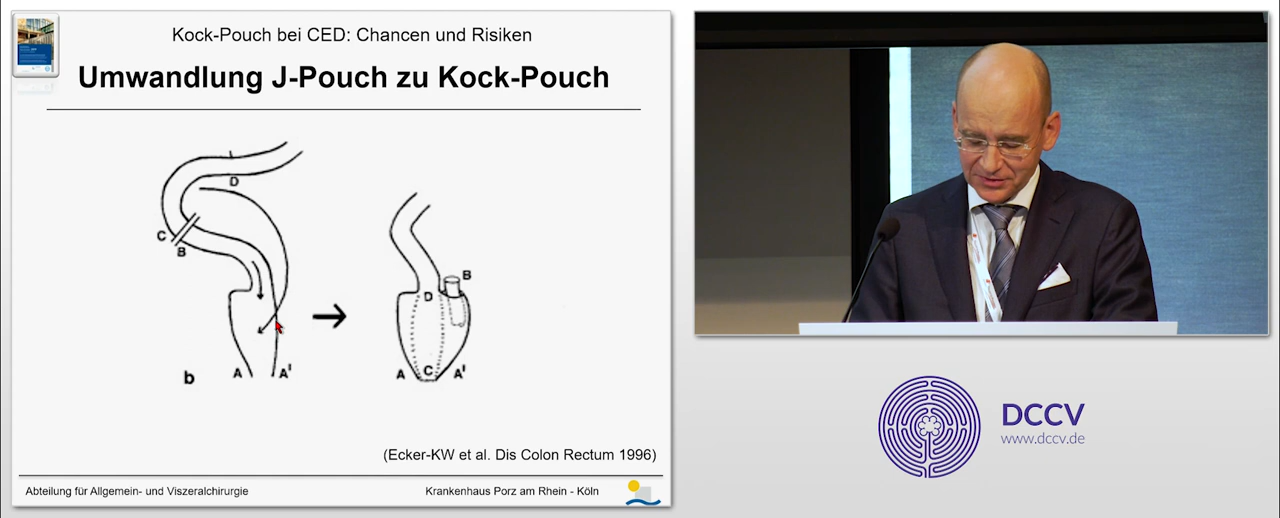 Kock-Pouch bei CED: Chancen und Risiken
Umwandlung J-Pouch zu Kock-Pouch
D
C
B
B
D
b
A
A'
A
C
A'
(Ecker-KW et al. Dis Colon Rectum 1996)
Abteilung für Allgemein- und Viszeralchirurgie
Krankenhaus Porz am Rhein - Köln
DCCV
www.dccv.de